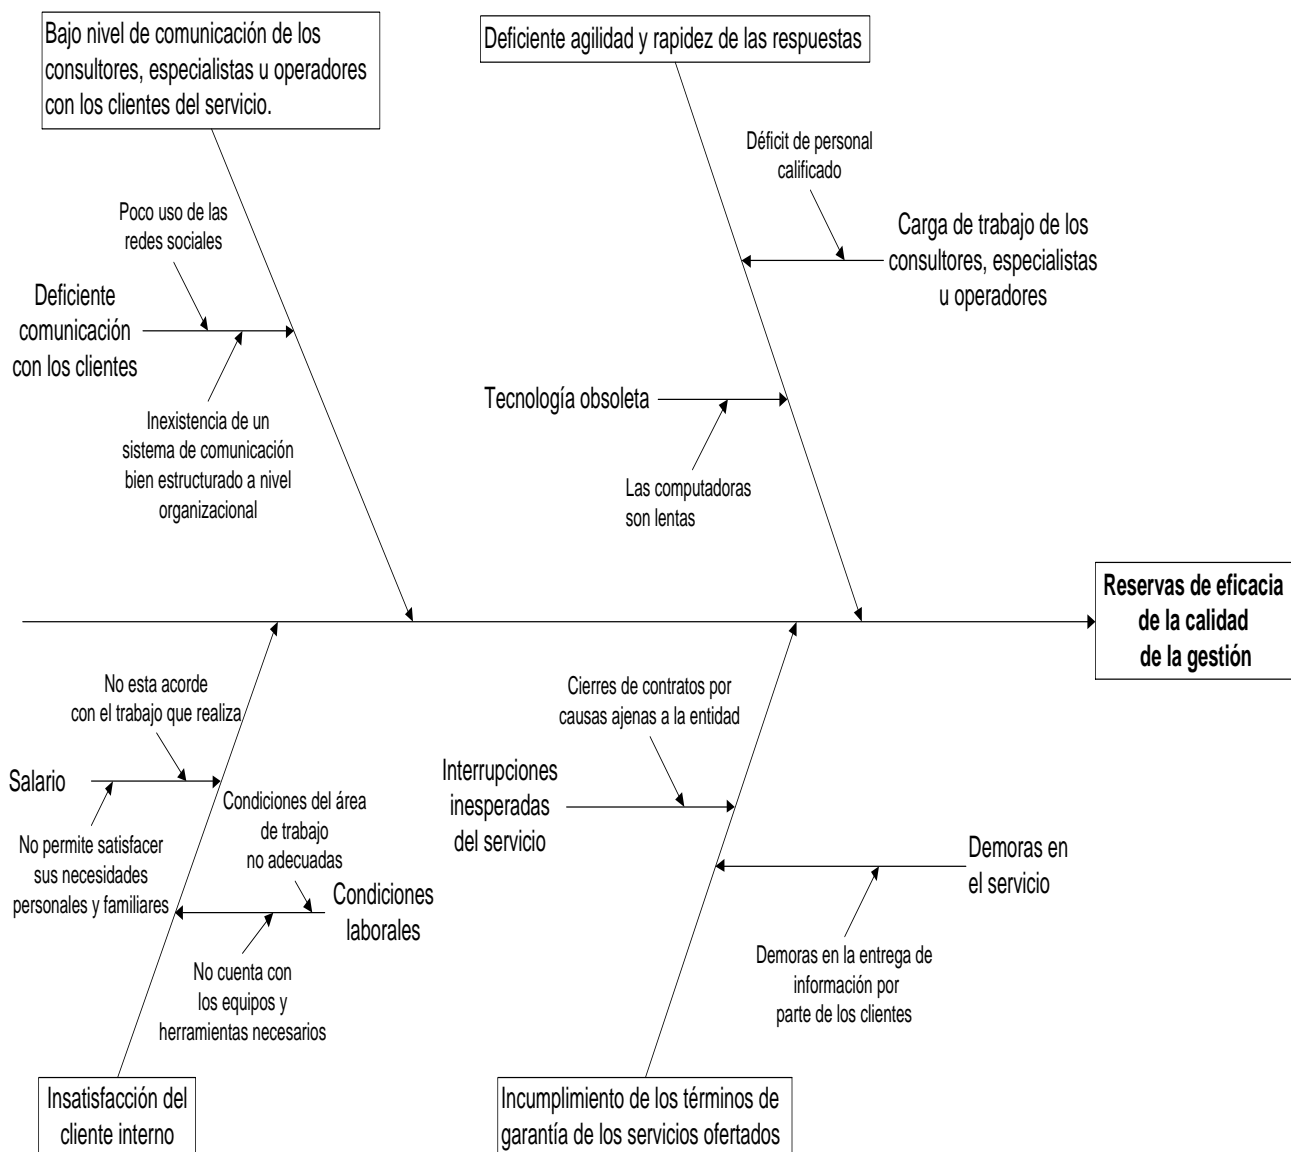 Bajo nivel de comunicación de los
consultores, especialistas u operadores
con los clientes del servicio.
Deficiente agilidad y rapidez de las respuestas
Déficit de personal
calificado
Poco uso de las
redes sociales
Carga de trabajo de los
consultores, especialistas
u operadores
Deficiente
comunicación
con los clientes
Tecnología obsoleta
Inexistencia de un
sistema de comunicación
bien estructurado a nivel
organizacional
Las computadoras
son lentas
Reservas de eficacia
de la calidad
de la gestión
No esta acorde
con el trabajo que realiza
Cierres de contratos por
causas ajenas a la entidad
Salario
Interrupciones
inesperadas
del servicio
Condiciones del área
de trabajo
no adecuadas
No permite satisfacer
sus necesidades
personales y familiares
Demoras en
el servicio
Condiciones
laborales
No cuenta con
los equipos y
herramientas necesarios
Demoras en la entrega de
información por
parte de los clientes
Insatisfacción del
cliente interno
Incumplimiento de los términos de
garantía de los servicios ofertados